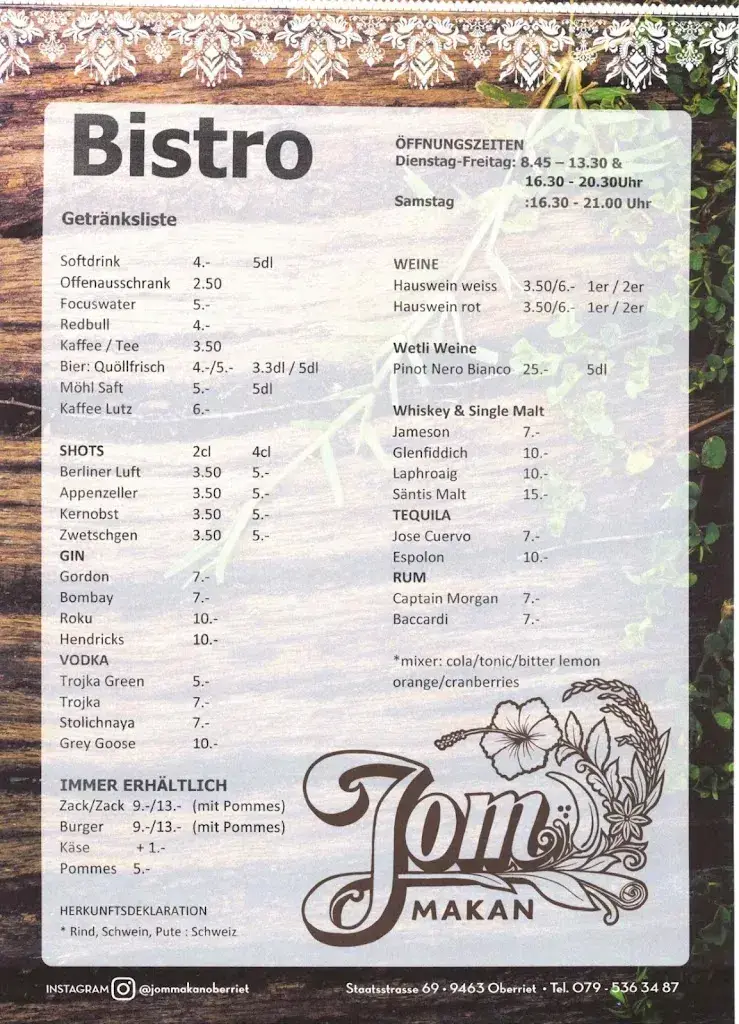 Bistro
Getränksliste
ÖFFNUNGSZEITEN
Dienstag-Freitag: 8.45 – 13.30 &
16.30 - 20.30Uhr
Samstag :16.30 - 21.00 Uhr
Softdrink 4.- 5dl
Offenausschrank 2.50
Focuswater 5.-
Redbull 4.-
Kaffee / Tee 3.50
Bier: Quöllfrisch 4.-/5.- 3.3dl / 5dl
Möhl Saft 5.- 5dl
Kaffee Lutz 6.-
SHOTS 2cl 4cl
Berliner Luft 3.50 5.-
Appenzeller 3.50 5.-
Kernobst 3.50 5.-
Zwetschgen 3.50 5.-
GIN
Gordon 7.-
Bombay 7.-
Roku 10.-
Hendricks 10.-
VODKA
Trojka Green 5.-
Trojka 7.-
Stolichnaya 7.-
Grey Goose 10.-
IMMER ERHÄLTLICH
Zack/Zack 9.-/13.- (mit Pommes)
Burger 9.-/13.- (mit Pommes)
Käse + 1.-
Pommes 5.-
HERKUNFTSDEKLARATION
* Rind, Schwein, Pute : Schweiz
WEINE
Hauswein weiss 3.50/6.- 1er / 2er
Hauswein rot 3.50/6.- 1er / 2er
Wetli Weine
Pinot Nero Bianco 25.- 5dl
Whiskey & Single Malt
Jameson 7.-
Glenfiddich 10.-
Laphroaig 10.-
Säntis Malt 15.-
TEQUILA
Jose Cuervo 7.-
Espolon 10.-
RUM
Captain Morgan 7.-
Baccardi 7.-
*mixer: cola/tonic/bitter lemon
orange/cranberries
Jom
MAKAN
INSTAGRAM @jommakanoberriet Staatsstrasse 69 • 9463 Oberriet • Tel. 079 - 536 34 87